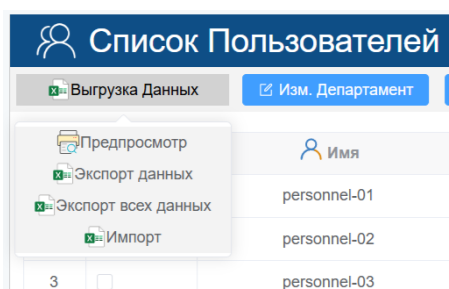 Список Пользователей
Выгрузка Данных
Изм. Департамент
Предпросмотр
Экспорт данных
Экспорт всех данных
Импорт
Имя
personnel-01
personnel-02
3
personnel-03